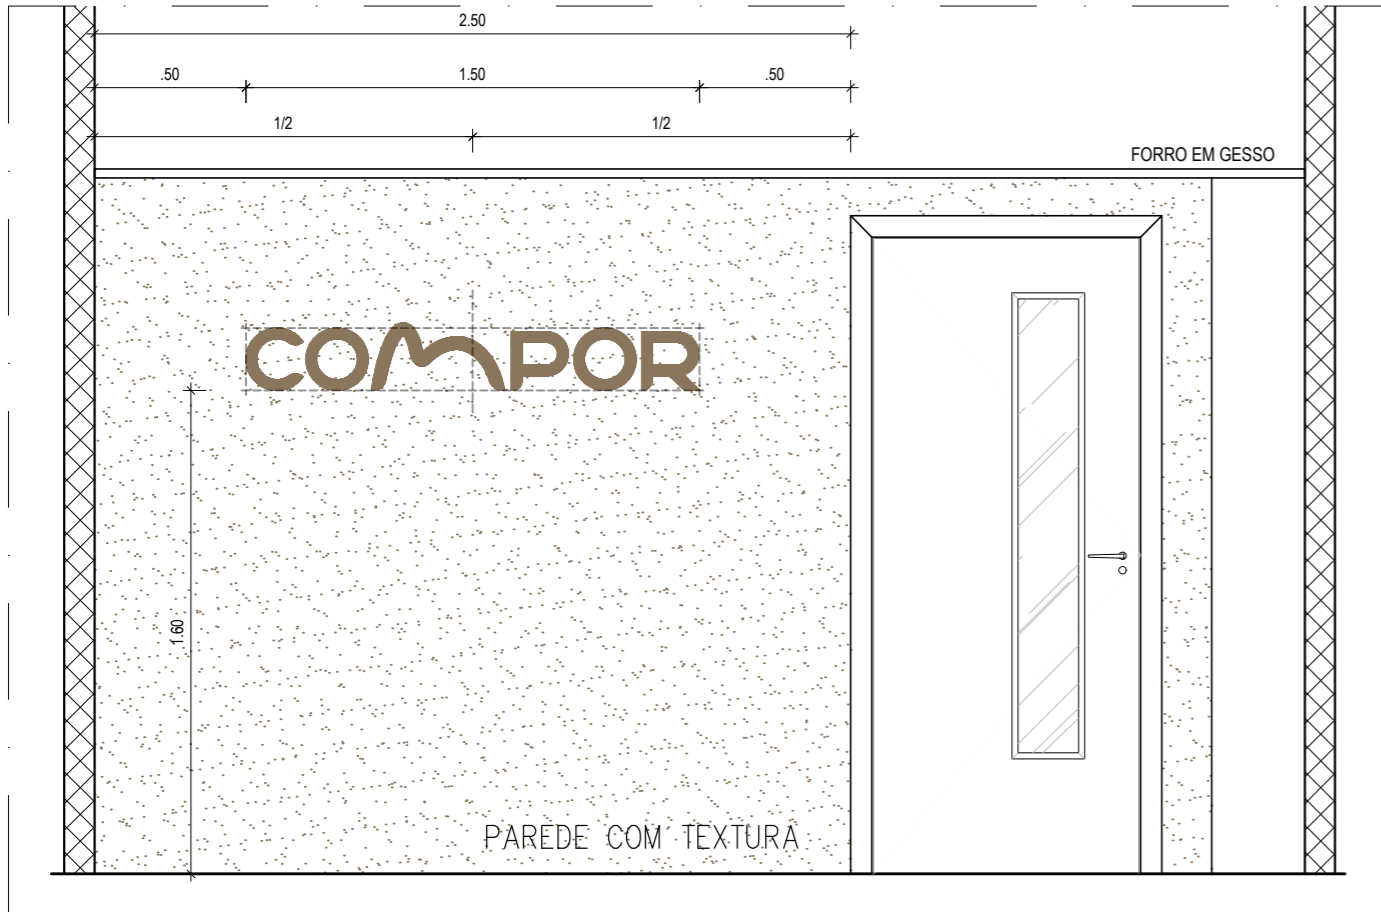 2.50
.50 1.50 .50
1/2 1/2
FORRO EM GESSO
COMPOR
1.60
PAREDE COM TEXTURA